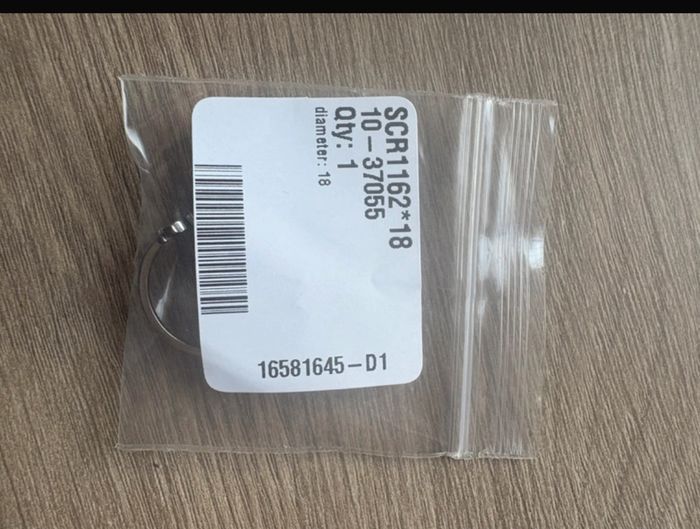 SCR1162*18
10-37055
Qty: 1
diameter: 18
16581645-D1